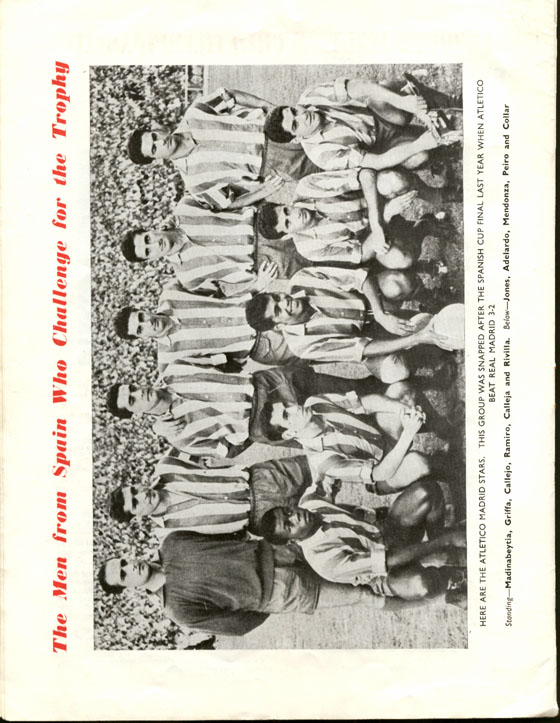 The Men from Spain Who Challenge for the Trophy
HERE ARE THE ATLETICO MADRID STARS. THIS GROUP WAS SNAPPED AFTER THE SPANISH CUP FINAL LAST YEAR WHEN ATLETICO
BEAT REAL MADRID 3-2
Standing—Madinabeytia, Griffa, Callejo, Ramiro, Calleja and Rivilla. Below—Jones, Adelardo, Mendonza, Peiro and Collar